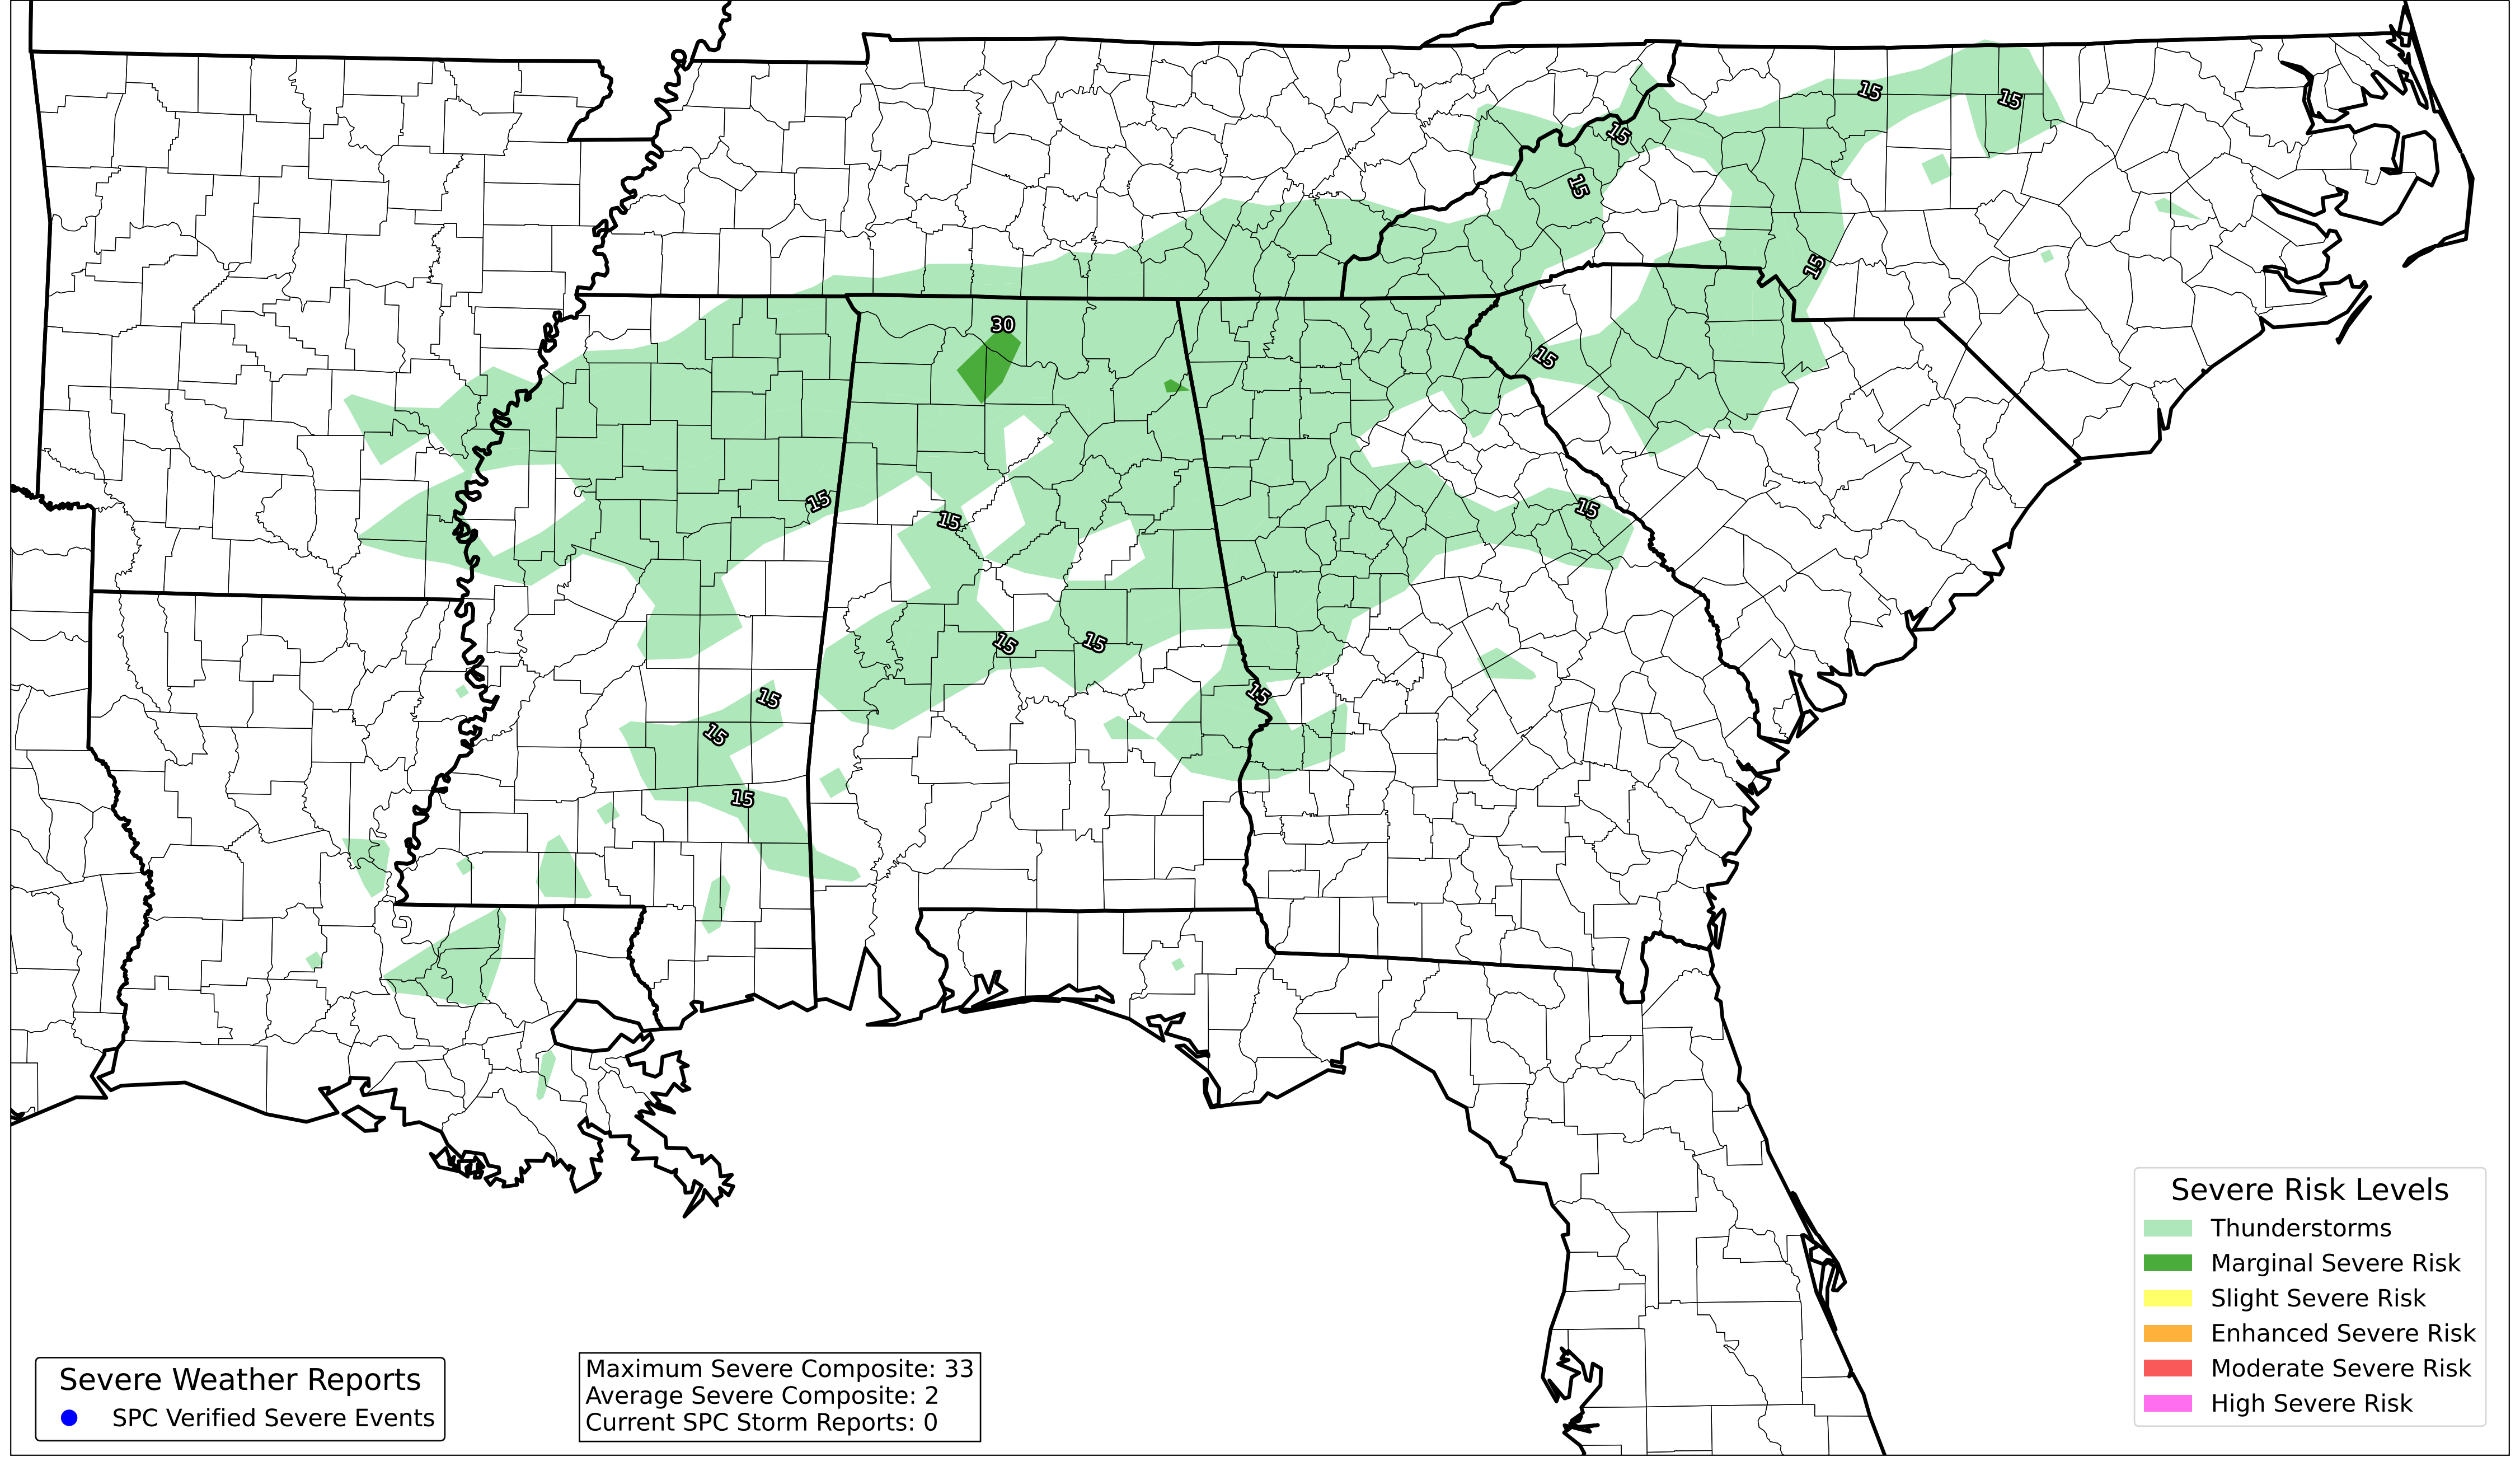 15
15
15
15
15
30
15
15
15
15
15
15
15
15
15
15
Severe Risk Levels
Thunderstorms
Marginal Severe Risk
Slight Severe Risk
Enhanced Severe Risk
Moderate Severe Risk
High Severe Risk
Severe Weather Reports
SPC Verified Severe Events
Maximum Severe Composite: 33
Average Severe Composite: 2
Current SPC Storm Reports: 0